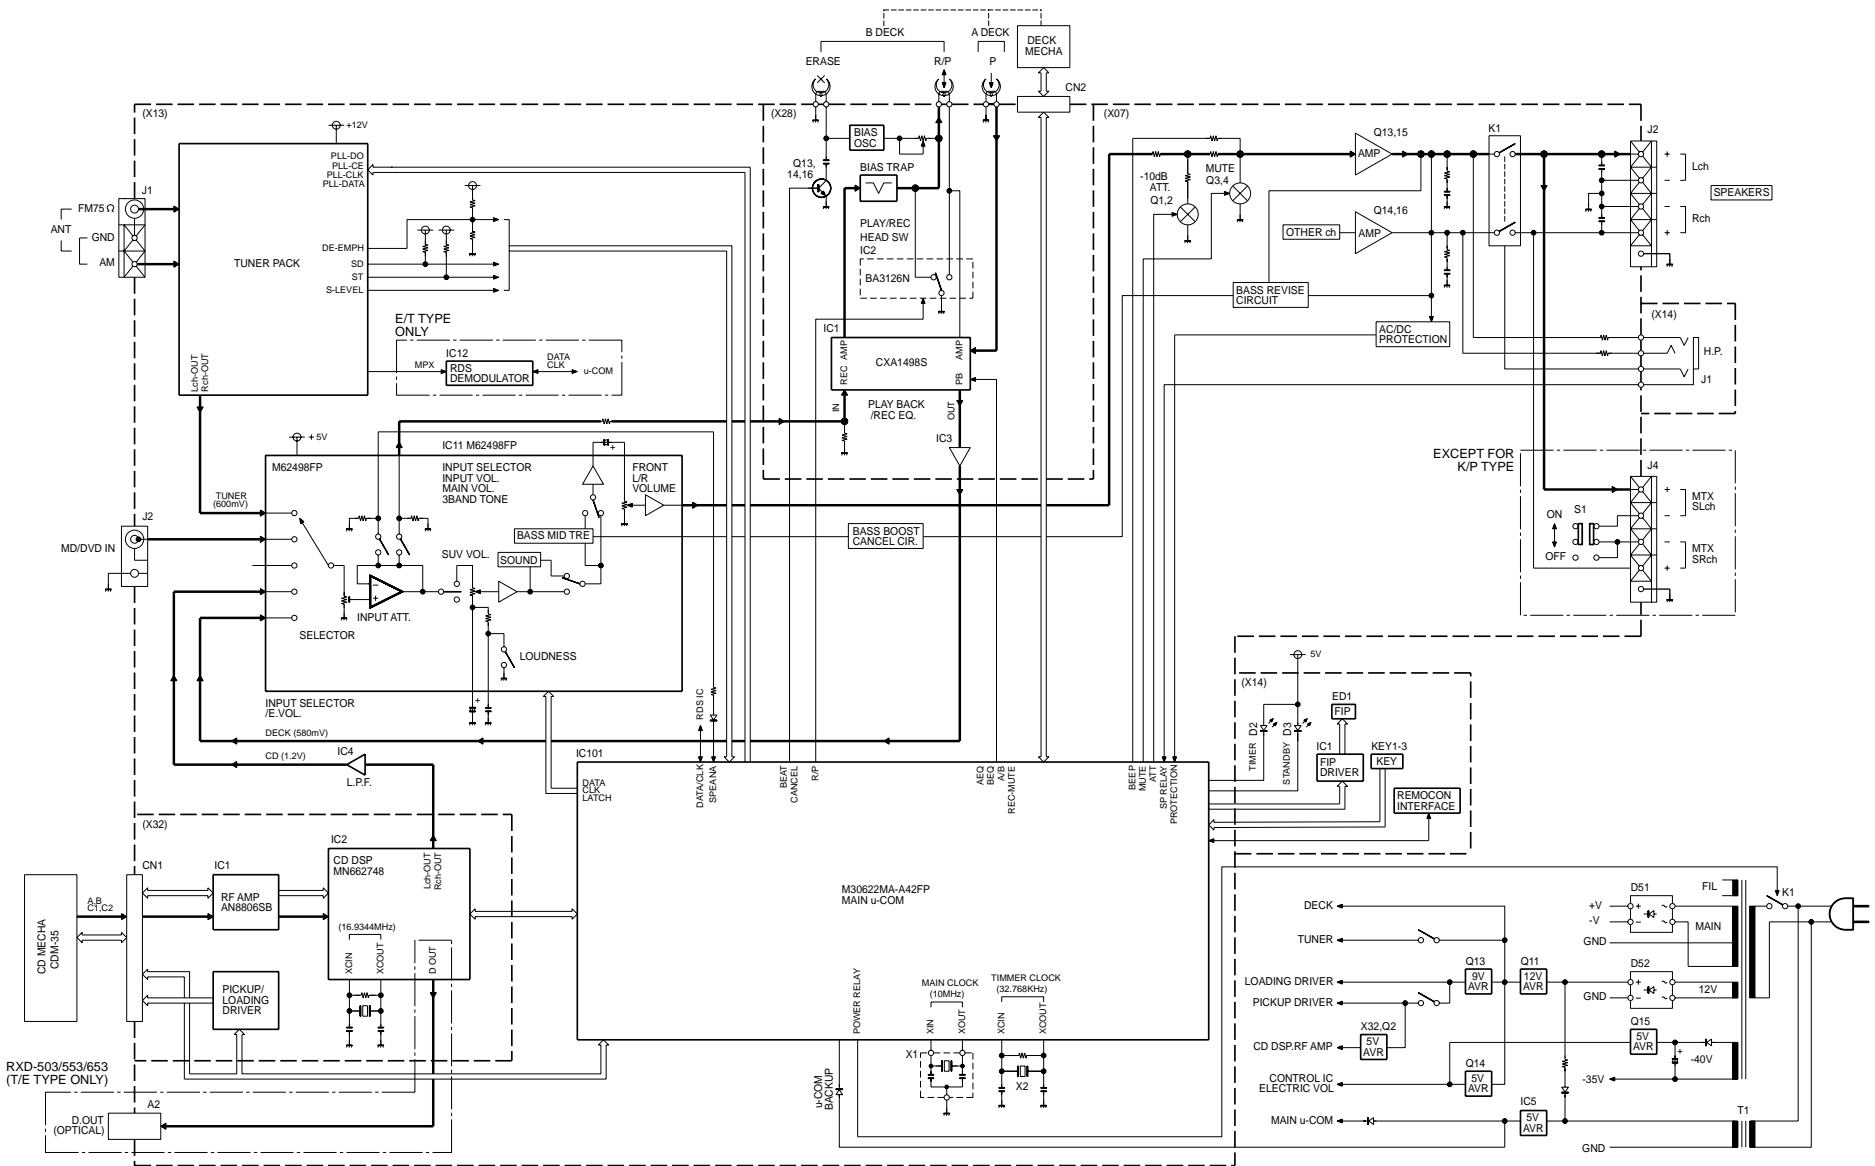 B DECK
A DECK
DECK
MECHA
ERASE
R/P
P
CN2
(X13)
(X28)
(X07)
+12V
PLL-DO
PLL-CE
PLL-CLK
PLL-DATA
J1
FM75 Ω
ANT
GND
AM
TUNER PACK
DE-EMPH
SD
ST
S-LEVEL
Lch-OUT
Rch-OUT
E/T TYPE
ONLY
IC12
MPX
RDS
DEMODULATOR
DATA
CLK
u-COM
BIAS
OSC
Q13,
14,16
BIAS TRAP
PLAY/REC
HEAD SW
IC2
BA3126N
IC1
REC AMP
CXA1498S
AMP
PB
IN
PLAY BACK
/REC EQ.
OUT
IC3
-10dB
ATT.
Q1,2
MUTE
Q3,4
Q13,15
AMP
K1
J2
+
-
Lch
-
+
Rch
SPEAKERS
Q14,16
OTHER ch
AMP
BASS REVISE
CIRCUIT
AC/DC
PROTECTION
(X14)
H.P.
J1
EXCEPT FOR
K/P TYPE
J4
+
-
MTX
SLch
-
+
MTX
SRch
ON
S1
OFF
+ 5V
IC11 M62498FP
M62498FP
INPUT SELECTOR
INPUT VOL.
MAIN VOL.
3BAND TONE
FRONT
L/R
VOLUME
TUNER
(600mV)
J2
MD/DVD IN
BASS MID TRE
BASS BOOST
CANCEL CIR.
SUV VOL.
SOUND
-
+
INPUT ATT.
SELECTOR
LOUDNESS
+
+
INPUT SELECTOR
/E.VOL.
DECK (580mV)
CD (1.2V)
IC4
L.P.F.
RDS IC
IC101
DATA
CLK
LATCH
DATA/CLK
SPEANA
BEAT
CANCEL
R/P
AEQ
BEQ
A/B
REC-MUTE
BEEP
MUTE
ATT
SP RELAY
PROTECTION
5V
(X14)
TIMER D2
STANDBY D3
ED1
FIP
IC1
FIP
DRIVER
KEY1-3
KEY
REMOCON
INTERFACE
(X32)
CN1
IC1
IC2
CD DSP
MN662748
Lch-OUT
Rch-OUT
CD MECHA
CDM-35
A,B
C1,C2
RF AMP
AN8806SB
(16.9344MHz)
XCIN
XCOUT
D OUT
PICKUP/
LOADING
DRIVER
M30622MA-A42FP
MAIN u-COM
POWER RELAY
MAIN CLOCK
(10MHz)
XIN
XOUT
TIMMER CLOCK
(32.768KHz)
XCIN
XCOUT
X1
X2
u-COM
BACKUP
RXD-503/553/653
(T/E TYPE ONLY)
A2
D.OUT
(OPTICAL)
DECK
TUNER
LOADING DRIVER
PICKUP DRIVER
CD DSP.RF AMP
CONTROL IC
ELECTRIC VOL
MAIN u-COM
X32,Q2
5V
AVR
Q13
9V
AVR
Q11
12V
AVR
Q14
5V
AVR
IC5
5V
AVR
+V
-V
GND
D51
+
~
-
~
FIL
MAIN
K1
D52
+
~
-
~
GND
12V
Q15
5V
AVR
+
-40V
-35V
T1
GND